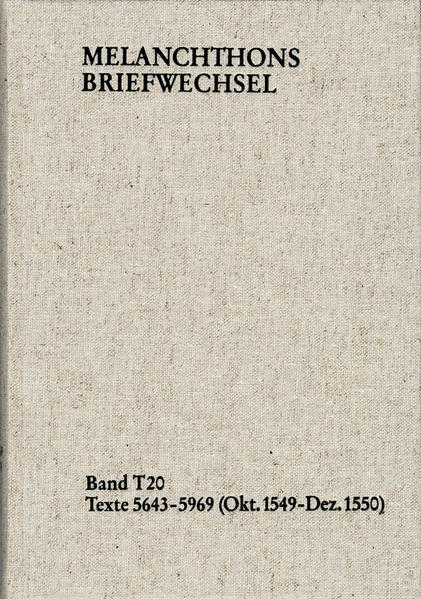 MELANCHTHONS
BRIEFWECHSEL
Band T20
Texte 5643-5969 (Okt. 1549-Dez. 1550)